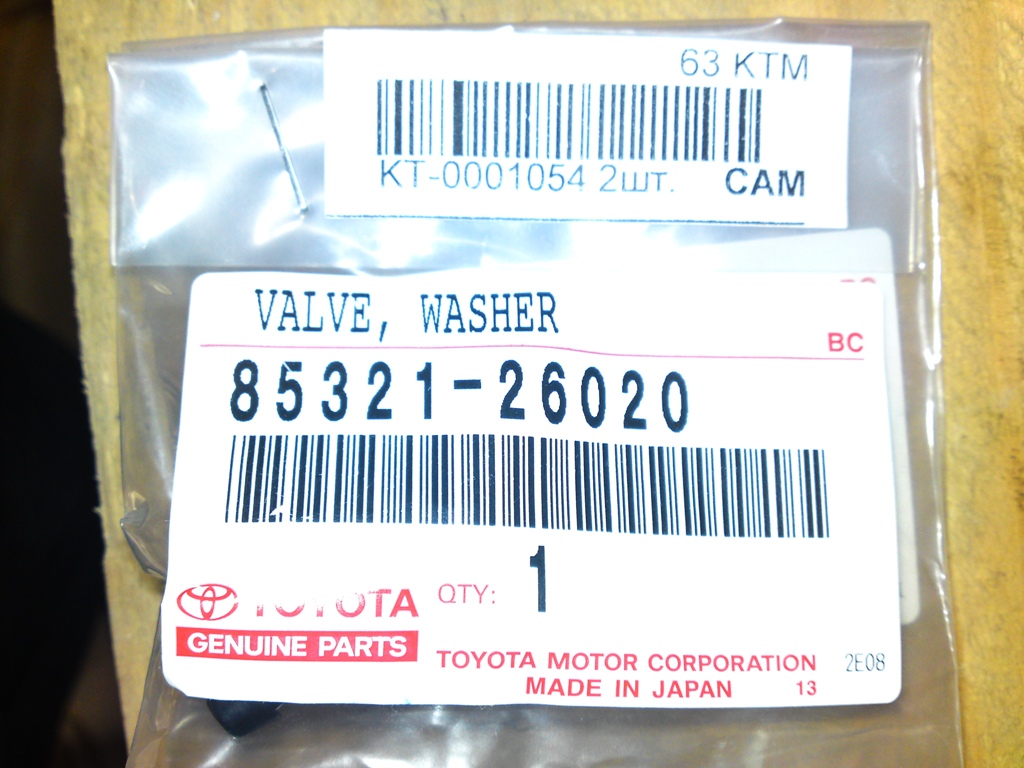 63 KTM
KT-0001054 2шт. CAM
VALVE, WASHER
BC
85321-26020
QTY: 1
TOYOTA
GENUINE PARTS
TOYOTA MOTOR CORPORATION 2E08
MADE IN JAPAN 13